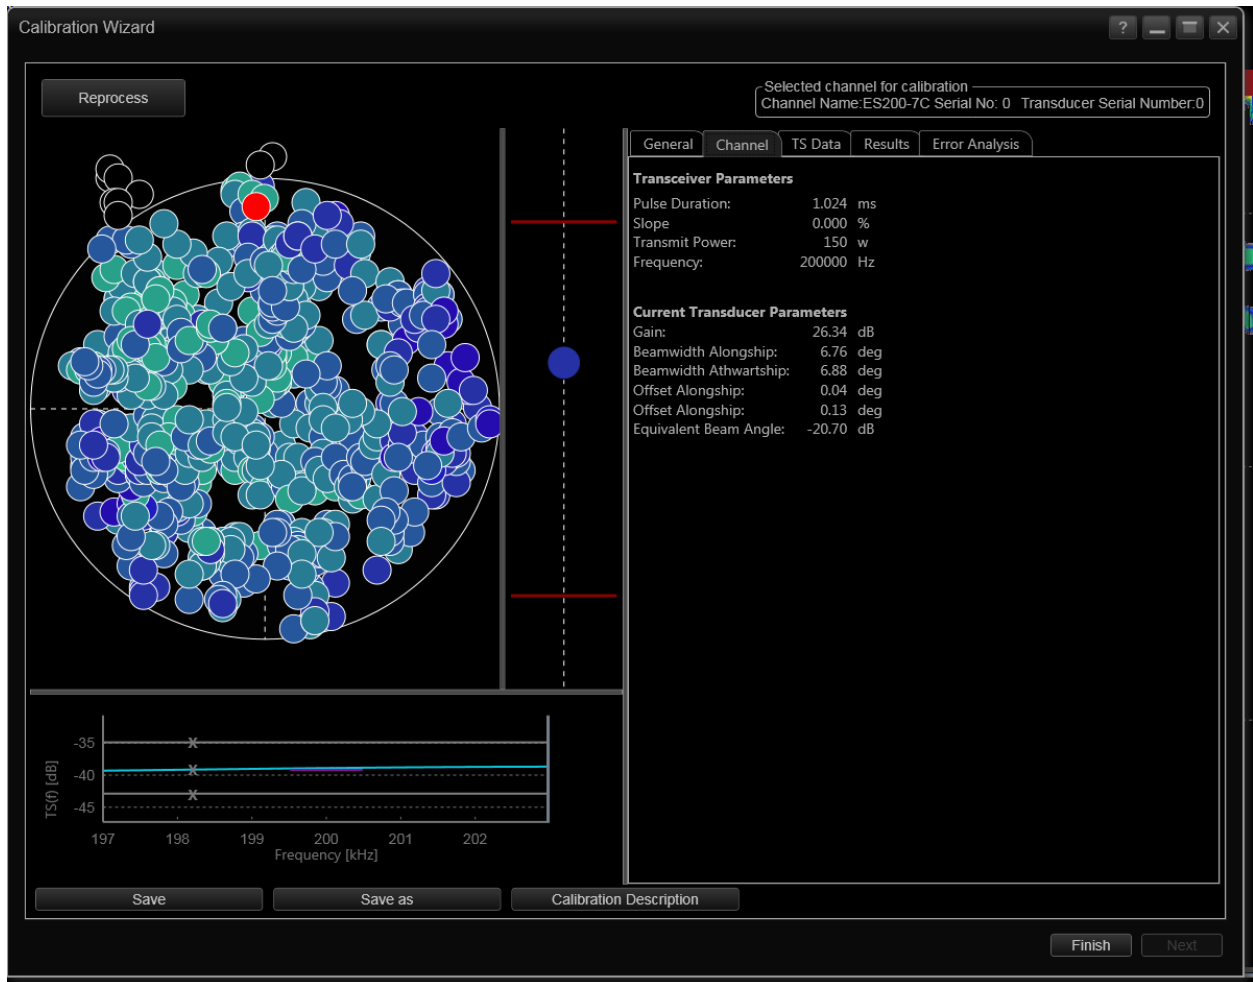 Calibration Wizard
?
Reprocess
Selected channel for calibration
Channel Name:ES200-7C Serial No: 0 Transducer Serial Number:0
General Channel TS Data Results Error Analysis
Transceiver Parameters
Pulse Duration: 1.024 ms
Slope 0.000 %
Transmit Power: 150 w
Frequency: 200000 Hz
Current Transducer Parameters
Gain: 26.34 dB
Beamwidth Alongship: 6.76 deg
Beamwidth Athwartship: 6.88 deg
Offset Alongship: 0.04 deg
Offset Alongship: 0.13 deg
Equivalent Beam Angle: -20.70 dB
TS(f) [dB]
-35
-40
-45
X
X
X
197 198 199 200 201 202
Frequency [kHz]
Save Save as Calibration Description
Finish Next